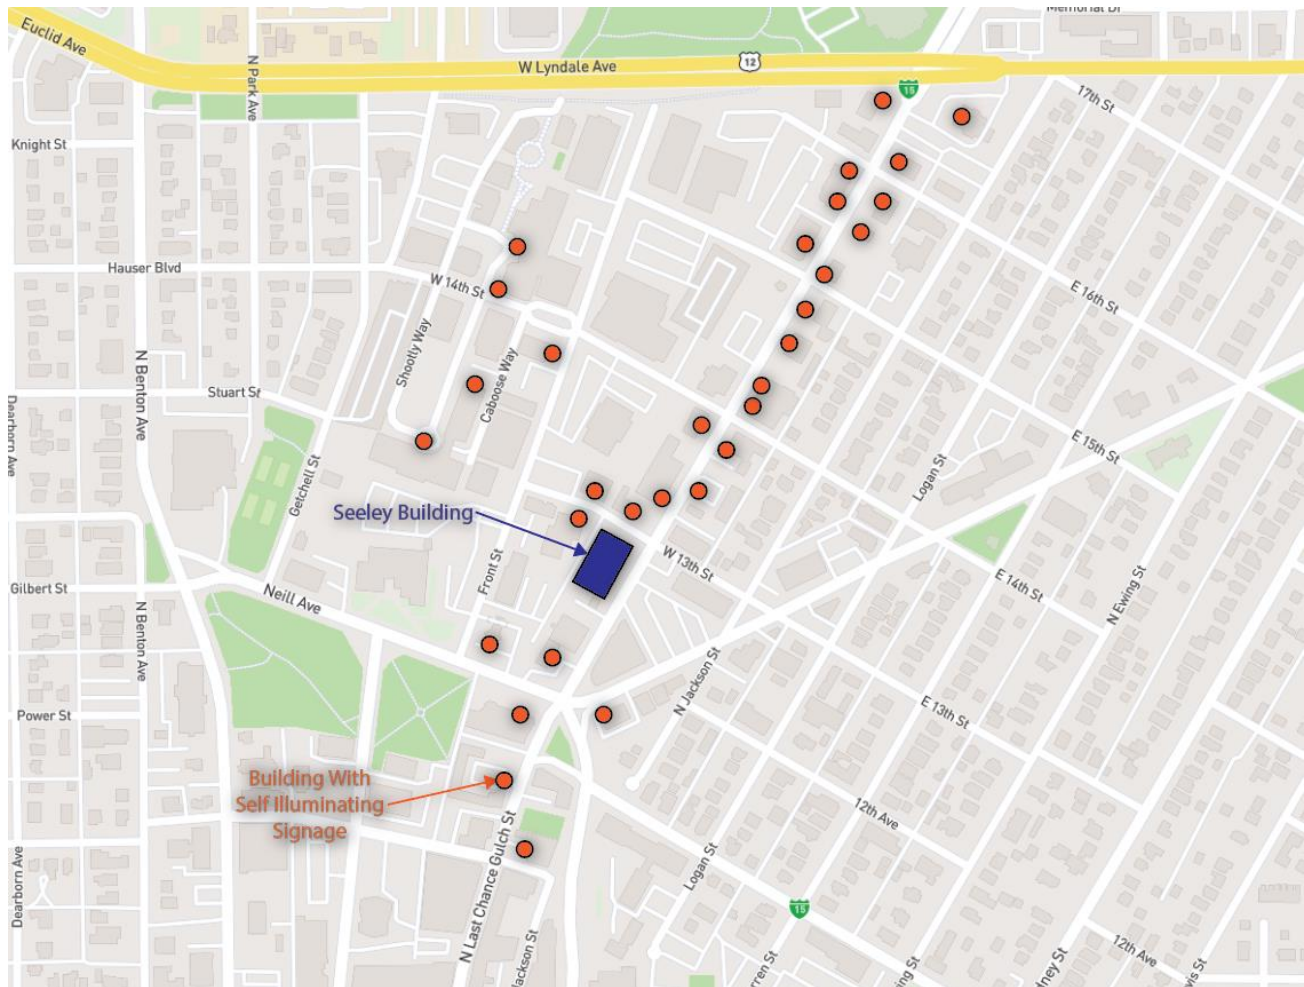 Memorial Dr
Euclid Ave
N Park Ave
W Lyndale Ave
12
15
17th St
Knight St
Hauser Blvd
W 14th St
E 16th St
Shootly Way
Caboose Way
N Benton Ave
Stuart St
Dearborn Ave
E 15th St
Logan St
Getchell St
Seeley Building
W 13th St
Front St
E 14th St
N Ewing St
Gilbert St
Neill Ave
N Benton Ave
N Jackson St
E 13th St
Power St
Building With
Self Illuminating
Signage
12th Ave
N Last Chance Gulch St
Logan St
Dearborn Ave
15
12th Ave
Jackson St